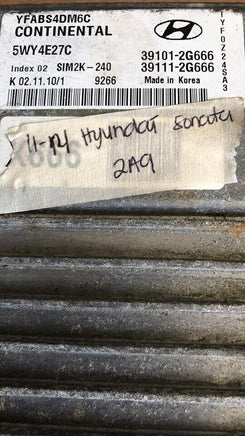 YFABS4DM6C
CONTINENTAL
5WY4E27C
39101-2G666
Index 02 SIM2K-240
39111-2G666
K 02.11.10/1 9266
Made in Korea
TYF0Z24SA3
11-14 Hyundai Sonata
2A9